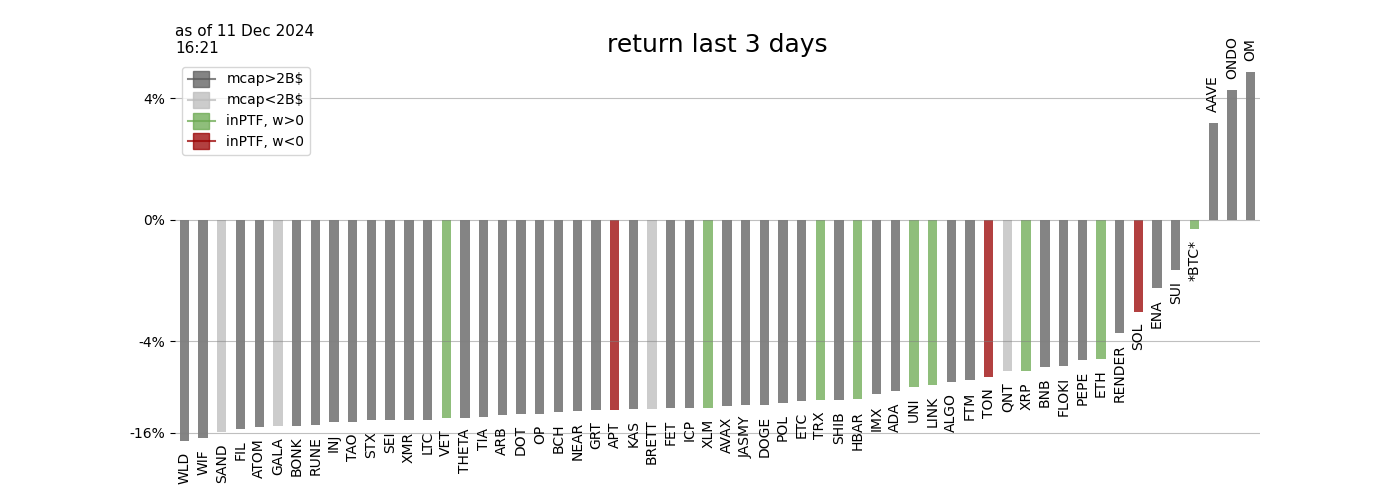 as of 11 Dec 2024
16:21
return last 3 days
mcap>2B$
mcap<2B$
inPTF, w>0
inPTF, w<0
4%
0%
-4%
-16%
WLD
WIF
SAND
FIL
ATOM
GALA
BONK
RUNE
INJ
TAO
STX
SEI
XMR
LTC
VET
THETA
TIA
ARB
DOT
OP
BCH
NEAR
GRT
APT
KAS
BRETT
FET
ICP
XLM
AVAX
JASMY
DOGE
POL
ETC
TRX
SHIB
HBAR
IMX
ADA
UNI
LINK
ALGO
FTM
TON
QNT
XRP
BNB
FLOKI
PEPE
ETH
RENDER
SOL
ENA
SUI
*BTC*
AAVE
ONDO
OM